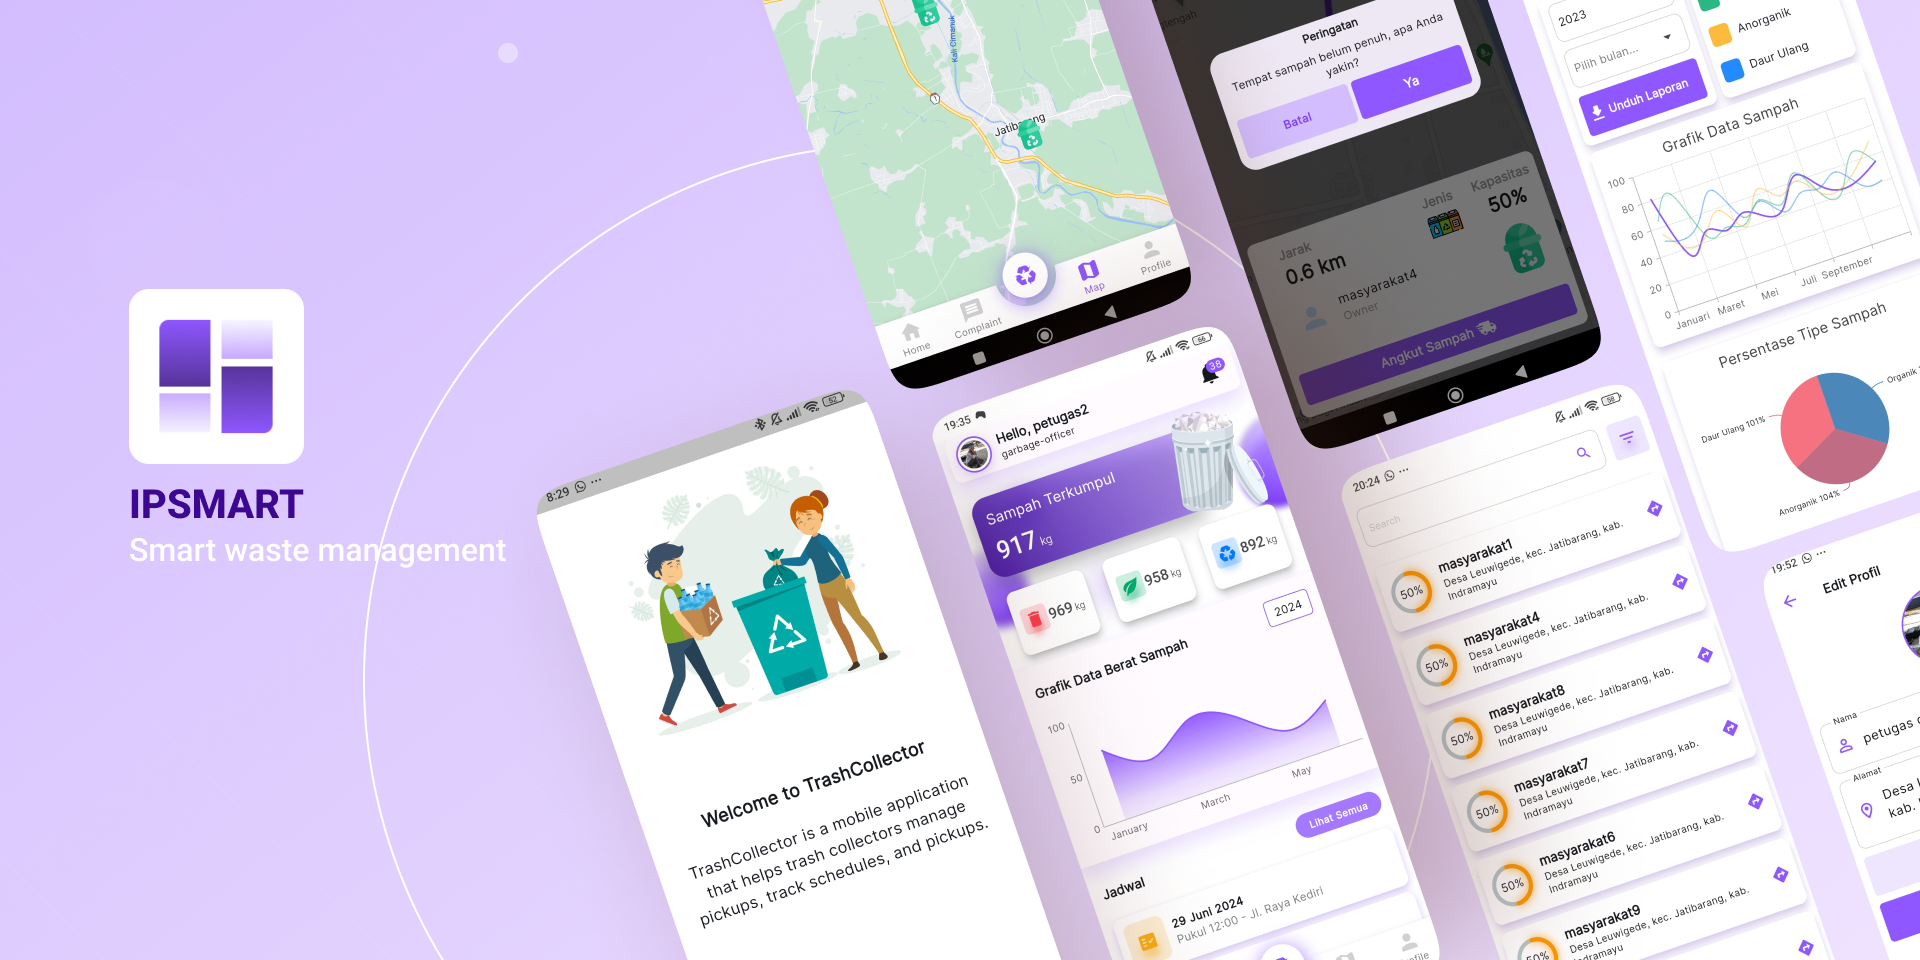 IPSMART
Smart waste management
Kali Cimanuk
Jatibarang
Home
Complaint
Map
Profile
tengah
Peringatan
Tempat sampah belum penuh, apa Anda
yakin?
Batal
Ya
Jarak
0.6 km
Jenis
Kapasitas
50%
masyarakat4
Owner
Angkut Sampah
2023
Pilih bulan...
Unduh Laporan
Anorganik
Daur Ulang
Grafik Data Sampah
100
80
60
40
20
0
Januari
Maret
Mei
Juli
September
Persentase Tipe Sampah
Organik
Daur Ulang 101%
Anorganik 104%
8:29
52
Welcome to TrashCollector
TrashCollector is a mobile application
that helps trash collectors manage
pickups, track schedules, and pickups.
19:35
66
38
Hello, petugas2
garbage-officer
Sampah Terkumpul
917 kg
969 kg
958 kg
892 kg
2024
Grafik Data Berat Sampah
100
50
0
January
March
May
Lihat Semua
Jadwal
29 Juni 2024
Pukul 12:00 - Jl. Raya Kediri
Profile
20:24
58
Search
50%
masyarakat1
Desa Leuwigede, kec. Jatibarang, kab.
Indramayu
50%
masyarakat4
Desa Leuwigede, kec. Jatibarang, kab.
Indramayu
50%
masyarakat8
Desa Leuwigede, kec. Jatibarang, kab.
Indramayu
50%
masyarakat7
Desa Leuwigede, kec. Jatibarang, kab.
Indramayu
50%
masyarakat6
Desa Leuwigede, kec. Jatibarang, kab.
Indramayu
50%
masyarakat9
Desa Leuwigede, kec. Jatibarang, kab.
Indramayu
19:52
Edit Profil
Nama
petugas
Alamat
Desa
kab.